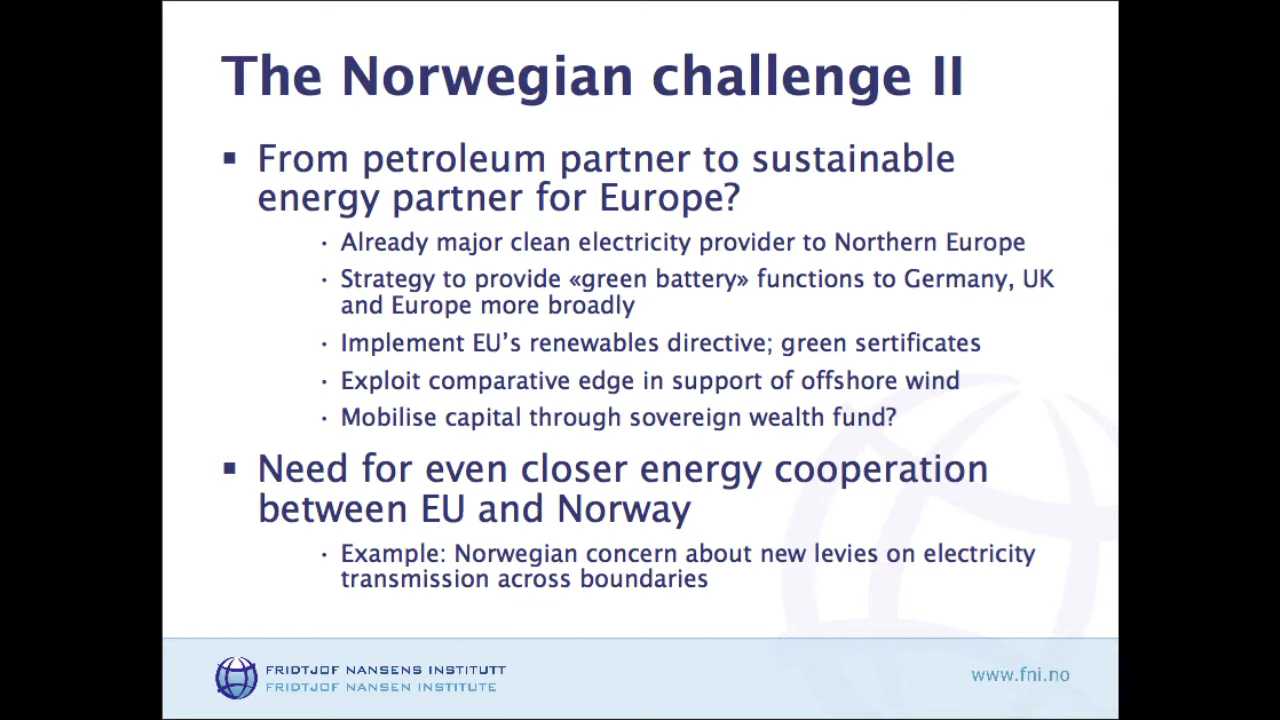 The Norwegian challenge II
▪ From petroleum partner to sustainable
energy partner for Europe?
· Already major clean electricity provider to Northern Europe
· Strategy to provide «green battery» functions to Germany, UK
and Europe more broadly
· Implement EU’s renewables directive; green sertificates
· Exploit comparative edge in support of offshore wind
· Mobilise capital through sovereign wealth fund?
▪ Need for even closer energy cooperation
between EU and Norway
· Example: Norwegian concern about new levies on electricity
transmission across boundaries
FRIDTJOF NANSENS INSTITUTT
FRIDTJOF NANSEN INSTITUTE
www.fni.no